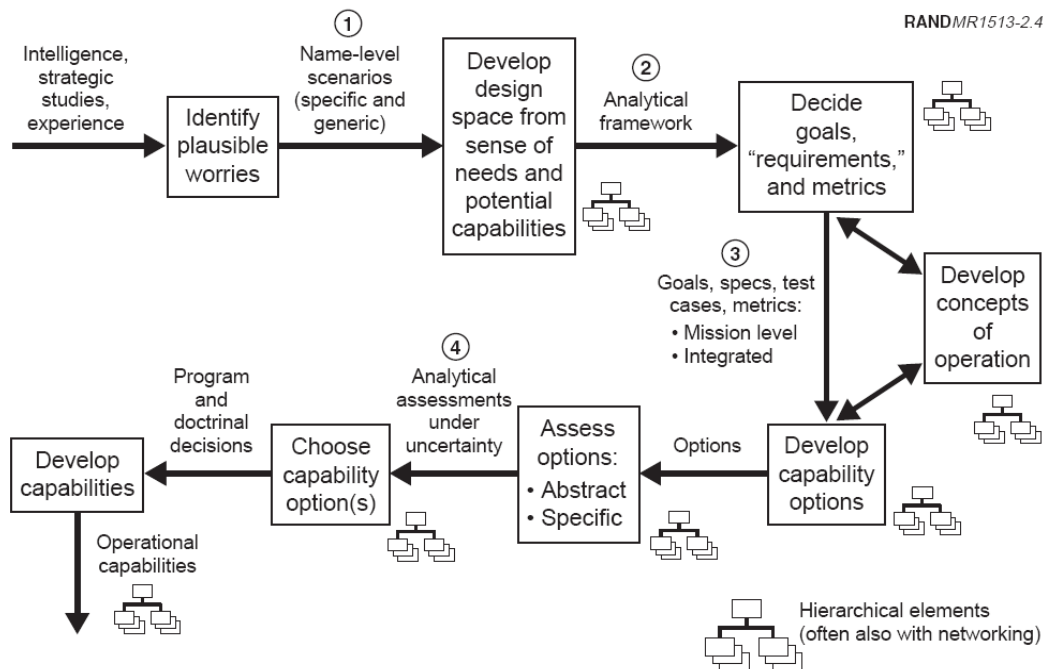 RANDMR1513-2.4
Intelligence,
strategic
studies,
experience
Identify
plausible
worries
1
Name-level
scenarios
(specific and
generic)
Develop
design
space from
sense of
needs and
potential
capabilities
2
Analytical
framework
Decide
goals,
“requirements,”
and metrics
3
Goals, specs, test
cases, metrics:
• Mission level
• Integrated
Develop
concepts
of
operation
Develop
capability
options
Options
Assess
options:
• Abstract
• Specific
4
Analytical
assessments
under
uncertainty
Choose
capability
option(s)
Program
and
doctrinal
decisions
Develop
capabilities
Operational
capabilities
Hierarchical elements
(often also with networking)